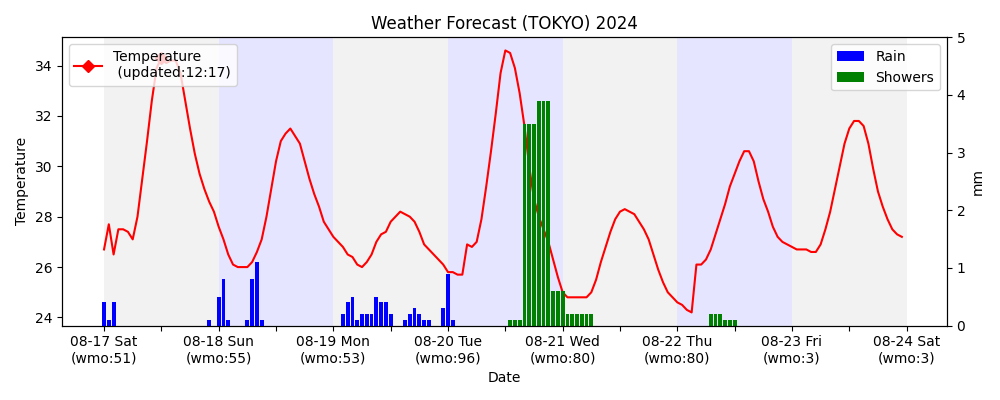 Weather Forecast (TOKYO) 2024
Temperature
(updated:12:17)
Rain
Showers
34
32
30
28
26
24
Temperature
5
4
3
2
1
0
mm
08-17 Sat
(wmo:51)
08-18 Sun
(wmo:55)
08-19 Mon
(wmo:53)
08-20 Tue
(wmo:96)
08-21 Wed
(wmo:80)
08-22 Thu
(wmo:80)
08-23 Fri
(wmo:3)
08-24 Sat
(wmo:3)
Date